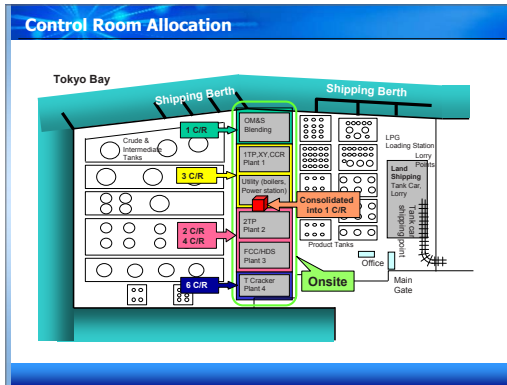 Control Room Allocation
Tokyo Bay
Shipping Berth
Shipping Berth
1 C/R
OM&S
Blending
Crude &
Intermediate
Tanks
1TP,XY,CCR
Plant 1
3 C/R
Utility (boilers,
Power station)
Consolidated
into 1 C/R
LPG
Loading Station
Lorry
Points
Land
Shipping
Tank Car,
Lorry
Tank car
shipping point
2 C/R
4 C/R
2TP
Plant 2
Product Tanks
FCC/HDS
Plant 3
Office
6 C/R
T Cracker
Plant 4
Onsite
Main
Gate